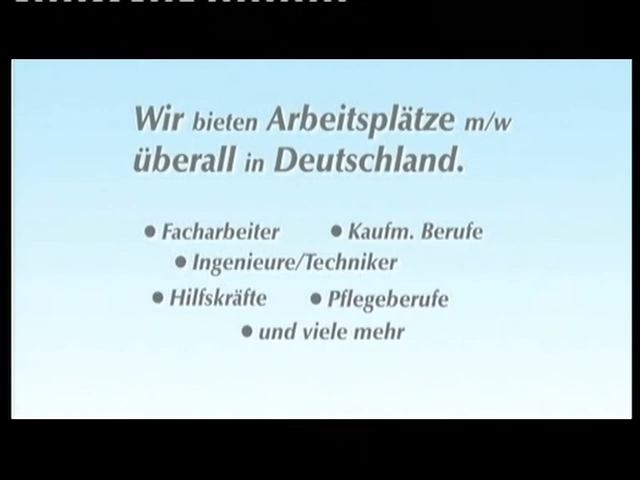 Wir bieten Arbeitsplätze m/w
überall in Deutschland.
• Facharbeiter • Kaufm. Berufe
• Ingenieure/Techniker
• Hilfskräfte • Pflegeberufe
• und viele mehr